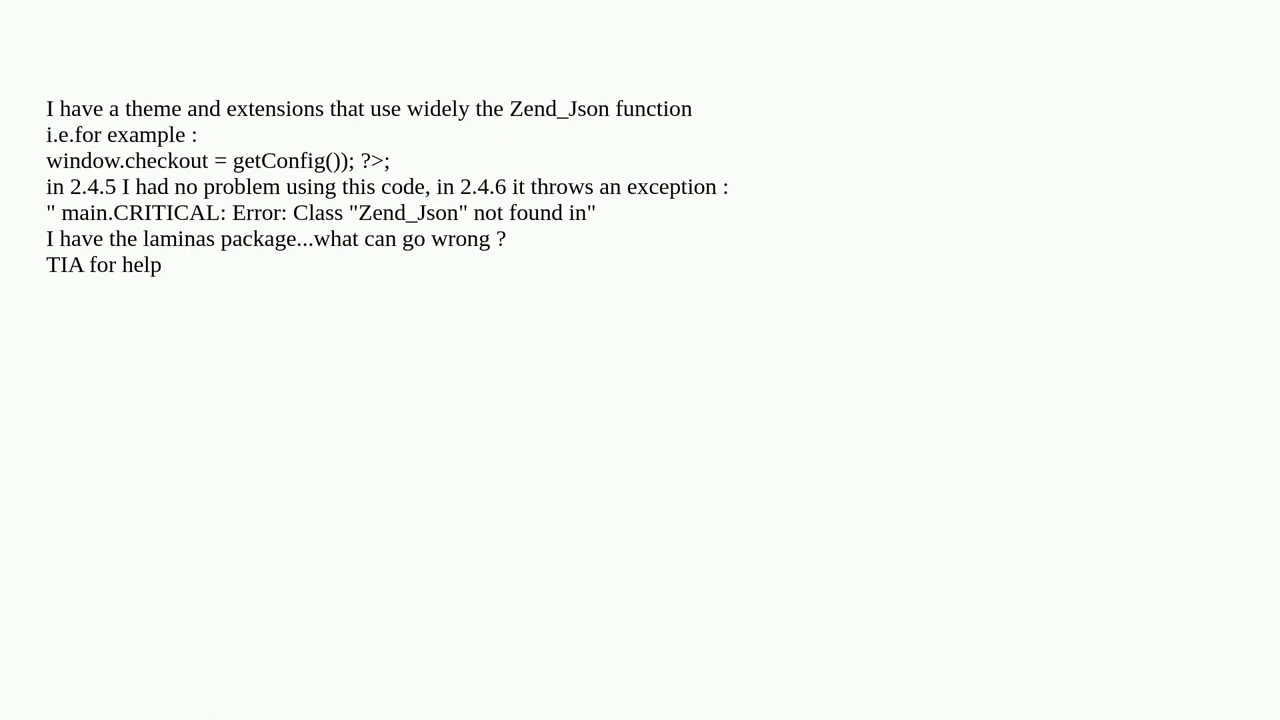 I have a theme and extensions that use widely the Zend_Json function
i.e.for example :
window.checkout = getConfig()); ?>;
in 2.4.5 I had no problem using this code, in 2.4.6 it throws an exception :
" main.CRITICAL: Error: Class "Zend_Json" not found in"
I have the laminas package...what can go wrong ?
TIA for help